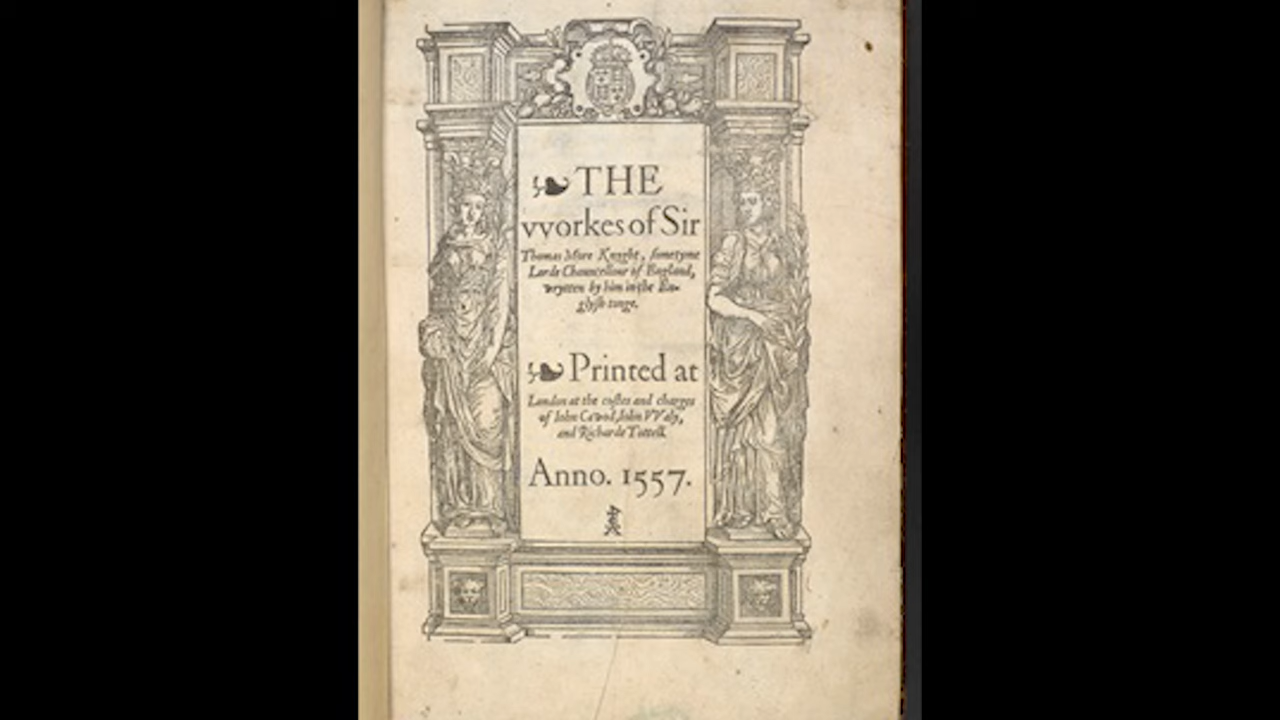 THE
vvorkes of Sir
Thomas More Knyght, sometyme
Lorde Chauncellour of England,
wrytten by him in the En-
glysh tonge.
Printed at
London at the costes and charges
of Iohn Cawod, Iohn VValy,
and Richarde Tottell.
Anno. 1557.